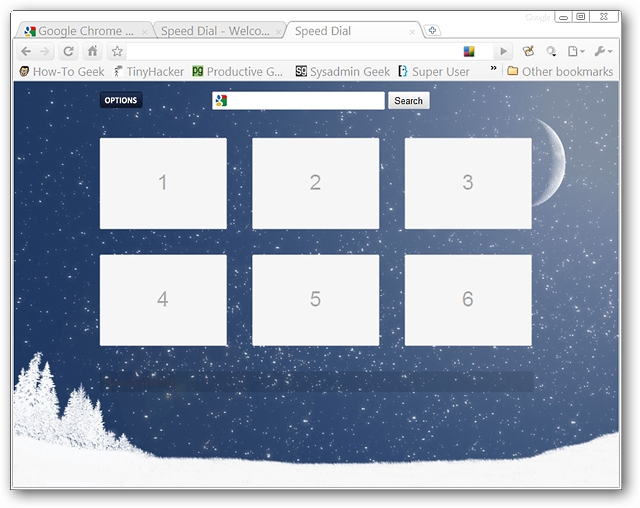 Google
Google Chrome ... Speed Dial - Welco... Speed Dial
How-To Geek TinyHacker Productive G... Sysadmin Geek Super User » Other bookmarks
OPTIONS Search
1 2 3
4 5 6